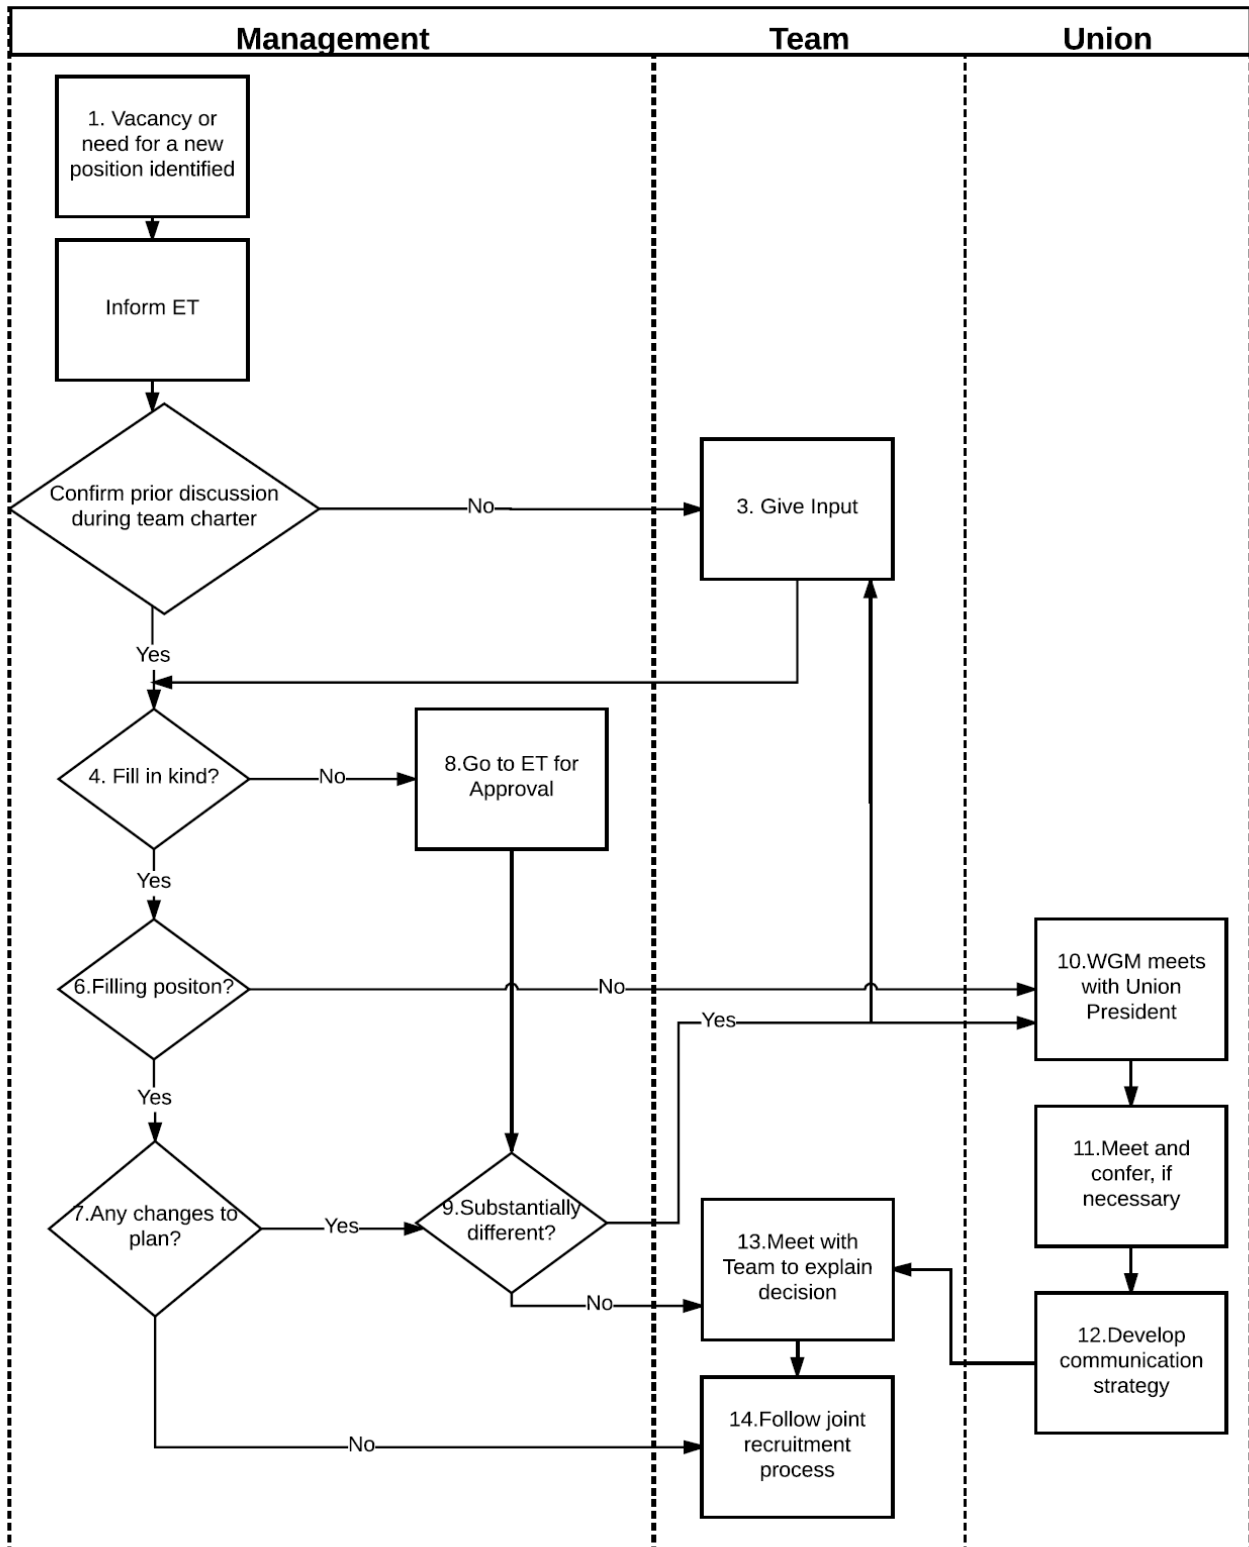 Management
Team
Union
1. Vacancy or
need for a new
position identified
Inform ET
Confirm prior discussion
during team charter
No
3. Give Input
Yes
4. Fill in kind?
No
8.Go to ET for
Approval
Yes
6.Filling positon?
No
10.WGM meets
with Union
President
Yes
Yes
11.Meet and
confer, if
necessary
7.Any changes to
plan?
Yes
9.Substantially
different?
13.Meet with
Team to explain
decision
No
12.Develop
communication
strategy
14.Follow joint
recruitment
process
No